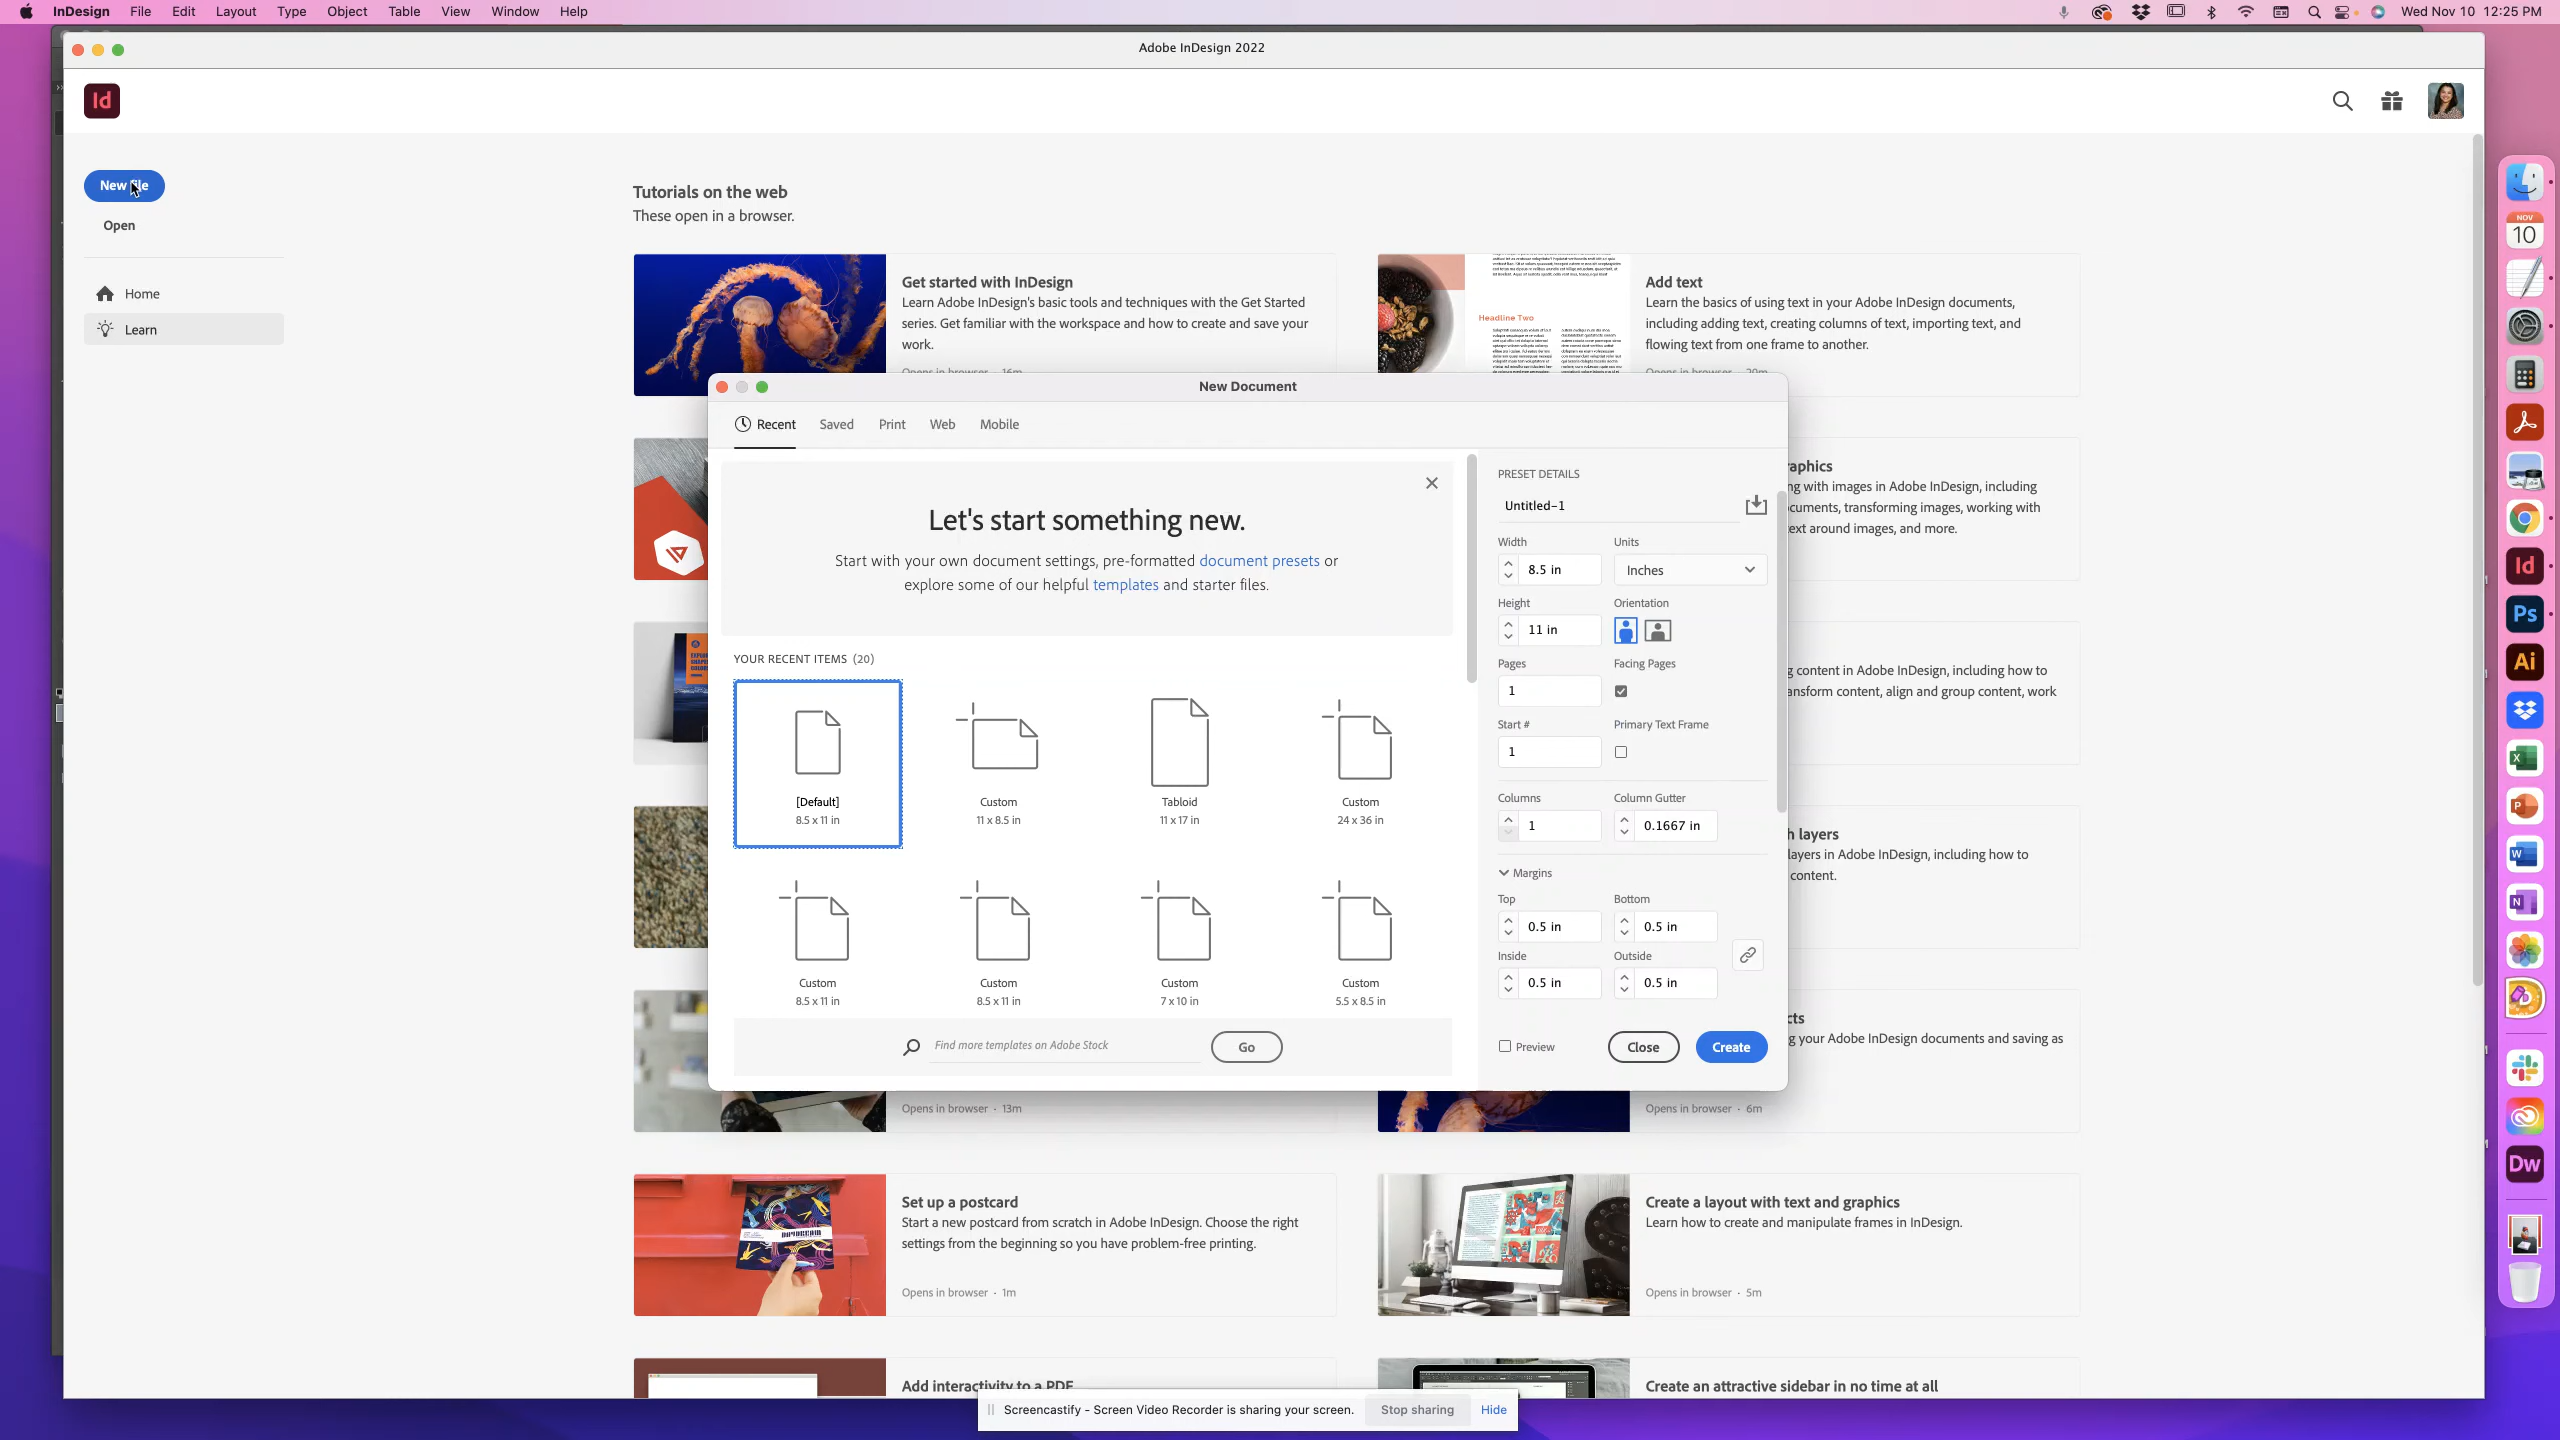 InDesign File Edit Layout Type Object Table View Window Help
Wed Nov 10 12:25 PM
Adobe InDesign 2022
Id
New file
Open
Home
Learn
Tutorials on the web
These open in a browser.
Get started with InDesign
Learn Adobe InDesign's basic tools and techniques with the Get Started
series. Get familiar with the workspace and how to create and save your
work.
Headline Two
Add text
Learn the basics of using text in your Adobe InDesign documents,
including adding text, creating columns of text, importing text, and
flowing text from one frame to another.
New Document
Recent Saved Print Web Mobile
Let's start something new.
Start with your own document settings, pre-formatted document presets or
explore some of our helpful templates and starter files.
YOUR RECENT ITEMS (20)
[Default]
8.5 x 11 in
Custom
11 x 8.5 in
Tabloid
11 x 17 in
Custom
24 x 36 in
Custom
8.5 x 11 in
Custom
8.5 x 11 in
Custom
7 x 10 in
Custom
5.5 x 8.5 in
Find more templates on Adobe Stock
Go
PRESET DETAILS
Untitled-1
Width Units
8.5 in Inches
Height Orientation
11 in
Pages Facing Pages
1
Start # Primary Text Frame
1
Columns Column Gutter
1 0.1667 in
Margins
Top Bottom
0.5 in 0.5 in
Inside Outside
0.5 in 0.5 in
Preview Close Create
aphics
ng with images in Adobe InDesign, including
cuments, transforming images, working with
ext around images, and more.
g content in Adobe InDesign, including how to
ansform content, align and group content, work
h layers
layers in Adobe InDesign, including how to
content.
cts
g your Adobe InDesign documents and saving as
Opens in browser · 13m
Opens in browser · 6m
Set up a postcard
Start a new postcard from scratch in Adobe InDesign. Choose the right
settings from the beginning so you have problem-free printing.
Opens in browser · 1m
Create a layout with text and graphics
Learn how to create and manipulate frames in InDesign.
Opens in browser · 5m
Add interactivity to a PDF
Create an attractive sidebar in no time at all
Screencastify - Screen Video Recorder is sharing your screen. Stop sharing Hide
NOV
10
Id
Ps
Ai
X
P
W
N
Dw